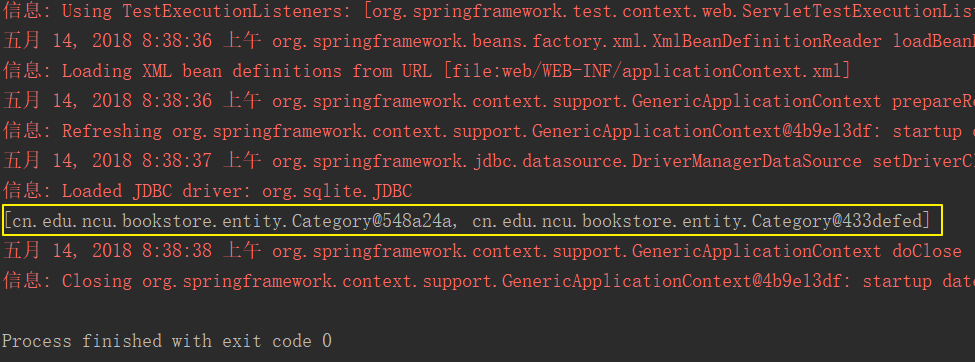 信息: Using TestExecutionListeners: [org.springframework.test.context.web.ServletTestExecutionLis
五月 14, 2018 8:38:36 上午 org.springframework.beans.factory.xml.XmlBeanDefinitionReader loadBean
信息: Loading XML bean definitions from URL [file:web/WEB-INF/applicationContext.xml]
五月 14, 2018 8:38:36 上午 org.springframework.context.support.GenericApplicationContext prepareRe
信息: Refreshing org.springframework.context.support.GenericApplicationContext@4b9e13df: startup d
五月 14, 2018 8:38:37 上午 org.springframework.jdbc.datasource.DriverManagerDataSource setDriverCl
信息: Loaded JDBC driver: org.sqlite.JDBC
[cn.edu.ncu.bookstore.entity.Category@548a24a, cn.edu.ncu.bookstore.entity.Category@433defed]
五月 14, 2018 8:38:38 上午 org.springframework.context.support.GenericApplicationContext doClose
信息: Closing org.springframework.context.support.GenericApplicationContext@4b9e13df: startup date
Process finished with exit code 0